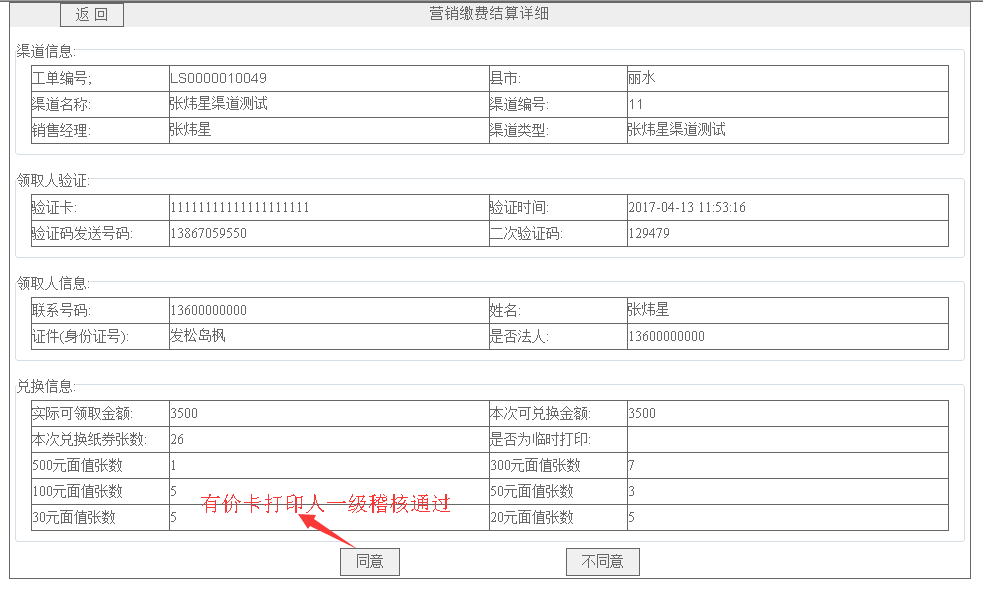 返 回 营销缴费结算详细
渠道信息:
工单编号; LS0000010049 县市: 丽水
渠道名称: 张炜星渠道测试 渠道编号: 11
销售经理: 张炜星 渠道类型: 张炜星渠道测试
领取人验证:
验证卡: 11111111111111111111 验证时间: 2017-04-13 11:53:16
验证码发送号码: 13867059550 二次验证码: 129479
领取人信息:
联系号码: 13600000000 姓名: 张炜星
证件(身份证号): 发松岛枫 是否法人: 13600000000
兑换信息:
实际可领取金额: 3500 本次可兑换金额: 3500
本次兑换纸券张数: 26 是否为临时打印:
500元面值张数 1 300元面值张数 7
100元面值张数 5 50元面值张数 3
有价卡打印人一级稽核通过
30元面值张数 5 20元面值张数 5
同意 不同意